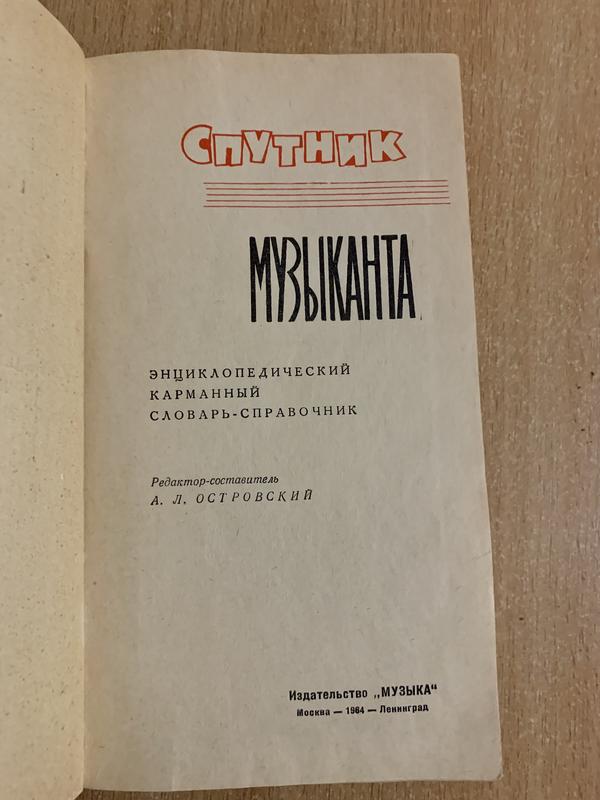 СПУТНИК
МУЗЫКАНТА
ЭНЦИКЛОПЕДИЧЕСКИЙ
КАРМАННЫЙ
СЛОВАРЬ-СПРАВОЧНИК
Редактор-составитель
А. Л. ОСТРОВСКИЙ
Издательство „МУЗЫКА“
Москва — 1964 — Ленинград